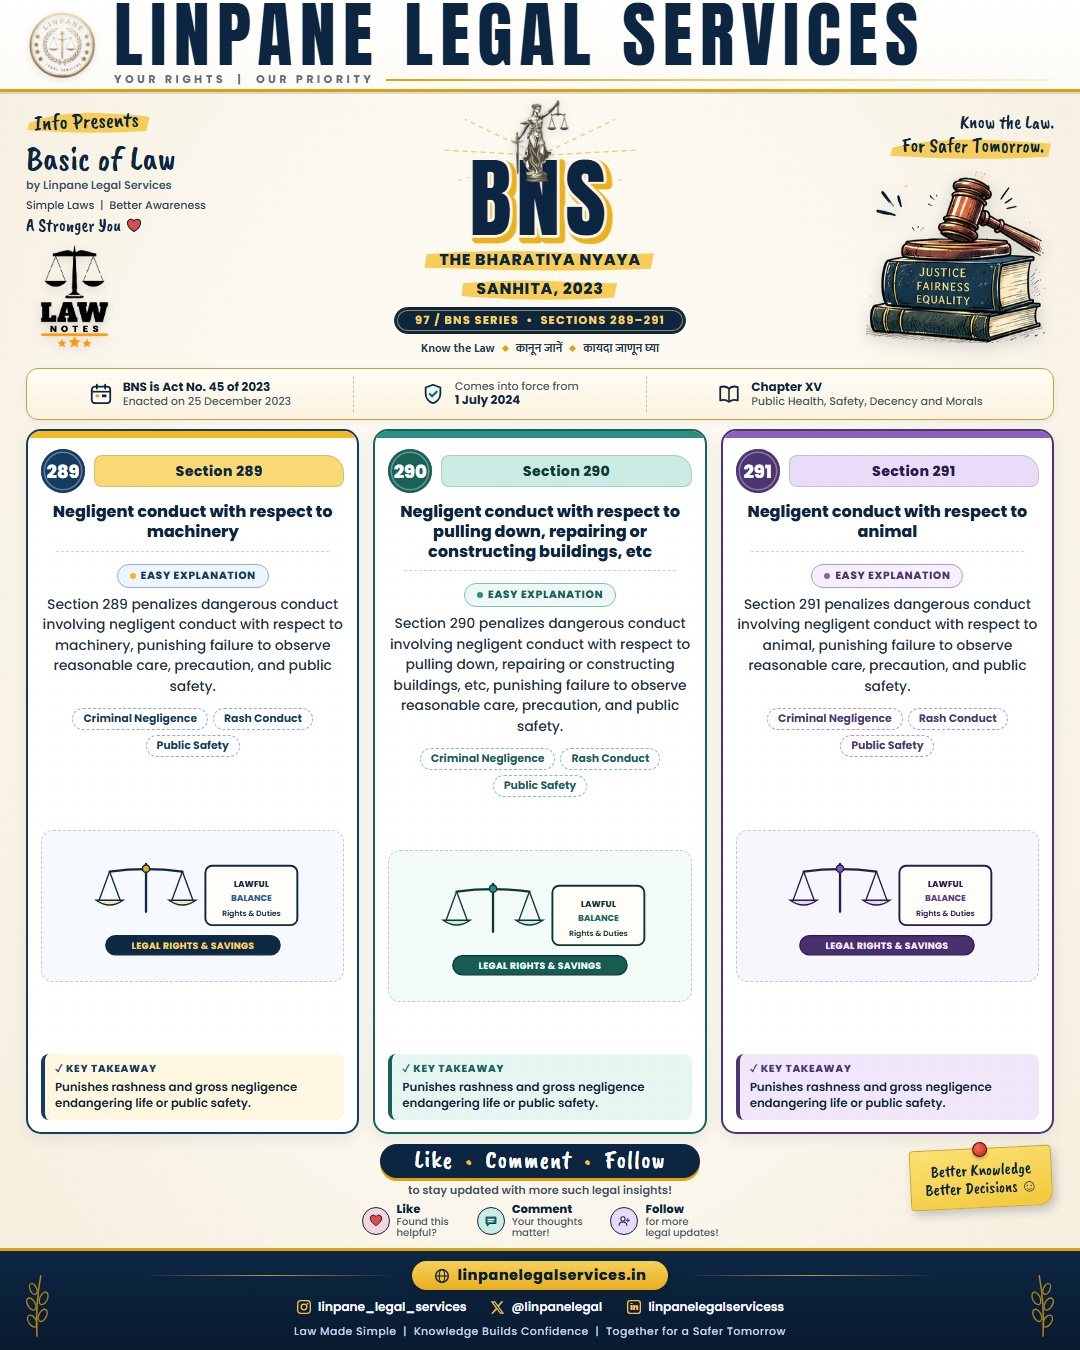 LINPANE LEGAL SERVICES
YOUR RIGHTS | OUR PRIORITY
Info Presents
Basic of Law
by Linpane Legal Services
Simple Laws | Better Awareness
A Stronger You
LAW
NOTES
BNS
THE BHARATIYA NYAYA
SANHITA, 2023
97 / BNS SERIES • SECTIONS 289–291
Know the Law ◆ कानून जानें ◆ कायदा जाणून घ्या
Know the Law.
For Safer Tomorrow.
JUSTICE
FAIRNESS
EQUALITY
BNS is Act No. 45 of 2023
Enacted on 25 December 2023
Comes into force from
1 July 2024
Chapter XV
Public Health, Safety, Decency and Morals
289
Section 289
Negligent conduct with respect to
machinery
EASY EXPLANATION
Section 289 penalizes dangerous conduct
involving negligent conduct with respect to
machinery, punishing failure to observe
reasonable care, precaution, and public
safety.
Criminal Negligence
Rash Conduct
Public Safety
LAWFUL
BALANCE
Rights & Duties
LEGAL RIGHTS & SAVINGS
✓ KEY TAKEAWAY
Punishes rashness and gross negligence
endangering life or public safety.
290
Section 290
Negligent conduct with respect to
pulling down, repairing or
constructing buildings, etc
EASY EXPLANATION
Section 290 penalizes dangerous conduct
involving negligent conduct with respect to
pulling down, repairing or constructing
buildings, etc, punishing failure to observe
reasonable care, precaution, and public
safety.
Criminal Negligence
Rash Conduct
Public Safety
LAWFUL
BALANCE
Rights & Duties
LEGAL RIGHTS & SAVINGS
✓ KEY TAKEAWAY
Punishes rashness and gross negligence
endangering life or public safety.
291
Section 291
Negligent conduct with respect to
animal
EASY EXPLANATION
Section 291 penalizes dangerous conduct
involving negligent conduct with respect to
animal, punishing failure to observe
reasonable care, precaution, and public
safety.
Criminal Negligence
Rash Conduct
Public Safety
LAWFUL
BALANCE
Rights & Duties
LEGAL RIGHTS & SAVINGS
✓ KEY TAKEAWAY
Punishes rashness and gross negligence
endangering life or public safety.
Like • Comment • Follow
to stay updated with more such legal insights!
Like
Found this
helpful?
Comment
Your thoughts
matter!
Follow
for more
legal updates!
Better Knowledge
Better Decisions ☺
linpanelegalservices.in
linpane_legal_services
@linpanelegal
linpanelegalservicess
Law Made Simple | Knowledge Builds Confidence | Together for a Safer Tomorrow